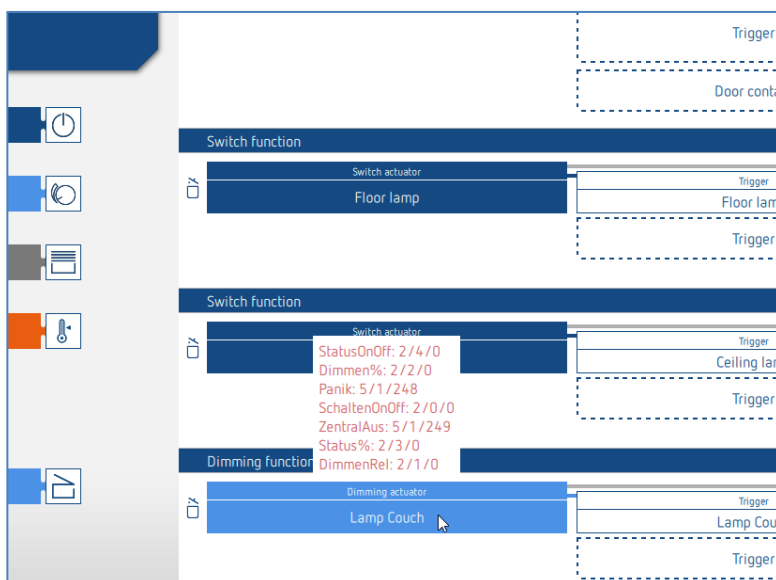 Trigger
Door conta
Switch function
Switch actuator
Floor lamp
Trigger
Floor lam
Trigger
Switch function
Switch actuator
Trigger
Ceiling lar
Trigger
StatusOnOff: 2/4/0
Dimmen%: 2/2/0
Panik: 5/1/248
SchaltenOnOff: 2/0/0
ZentralAus: 5/1/249
Status%: 2/3/0
DimmenRel: 2/1/0
Dimming function
Dimming actuator
Lamp Couch
Trigger
Lamp Cou
Trigger